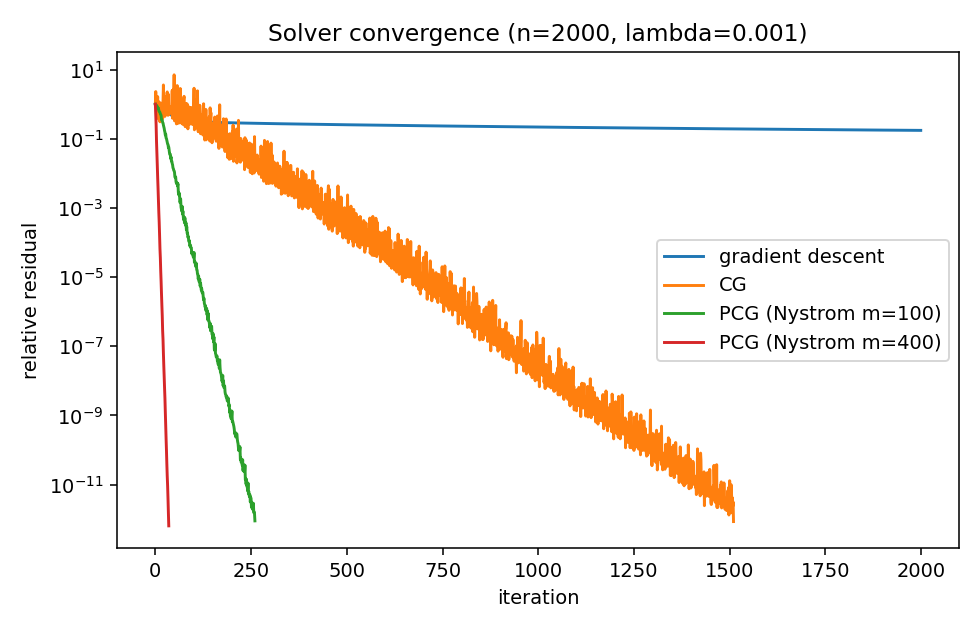 Solver convergence (n=2000, lambda=0.001)
relative residual
10^1
10^-1
10^-3
10^-5
10^-7
10^-9
10^-11
gradient descent
CG
PCG (Nystrom m=100)
PCG (Nystrom m=400)
0 250 500 750 1000 1250 1500 1750 2000
iteration